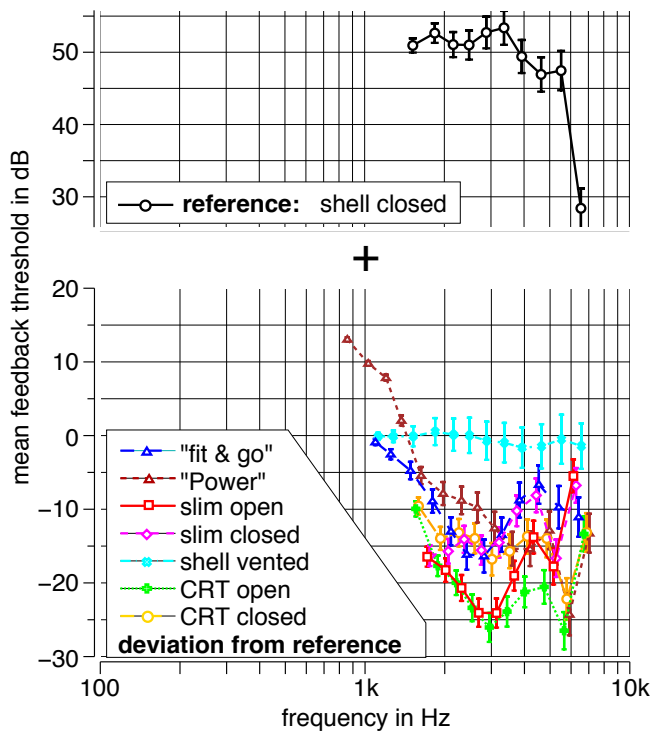 50
40
30
reference: shell closed
+
mean feedback threshold in dB
20
10
0
−10
−20
−30
"fit & go"
"Power"
slim open
slim closed
shell vented
CRT open
CRT closed
deviation from reference
100 1k 10k
frequency in Hz